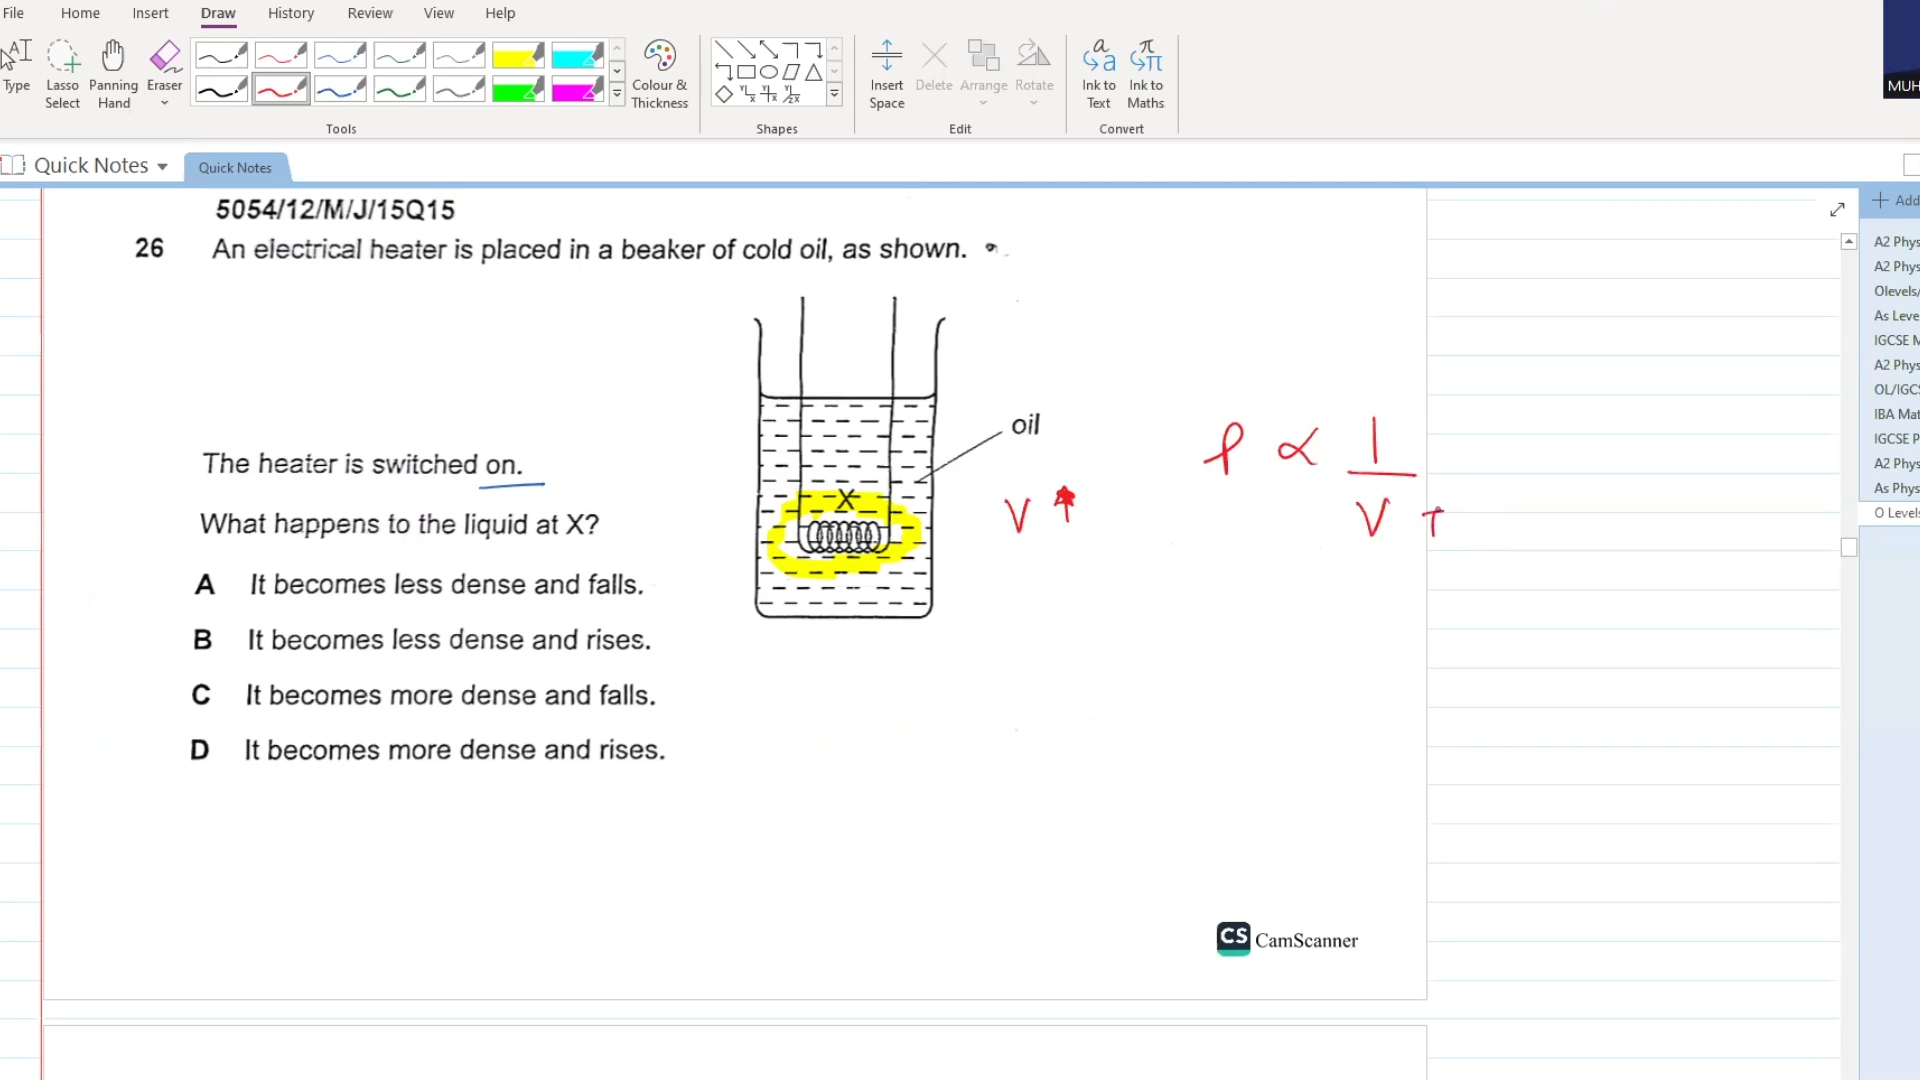 File Home Insert Draw History Review View Help
Type Lasso Select Panning Hand Eraser Colour & Thickness Insert Space Delete Arrange Rotate Ink to Text Ink to Maths
Tools Shapes Edit Convert
MUH
Quick Notes Quick Notes
Add
A2 Phys
A2 Phys
Olevels/
As Leve
IGCSE M
A2 Phys
OL/IGCS
IBA Mat
IGCSE P
A2 Phys
As Phys
O Levels
5054/12/M/J/15Q15
26 An electrical heater is placed in a beaker of cold oil, as shown.
oil
The heater is switched on.
X
What happens to the liquid at X?
A It becomes less dense and falls.
B It becomes less dense and rises.
C It becomes more dense and falls.
D It becomes more dense and rises.
V ↑
ρ ∝ 1
V
CS CamScanner